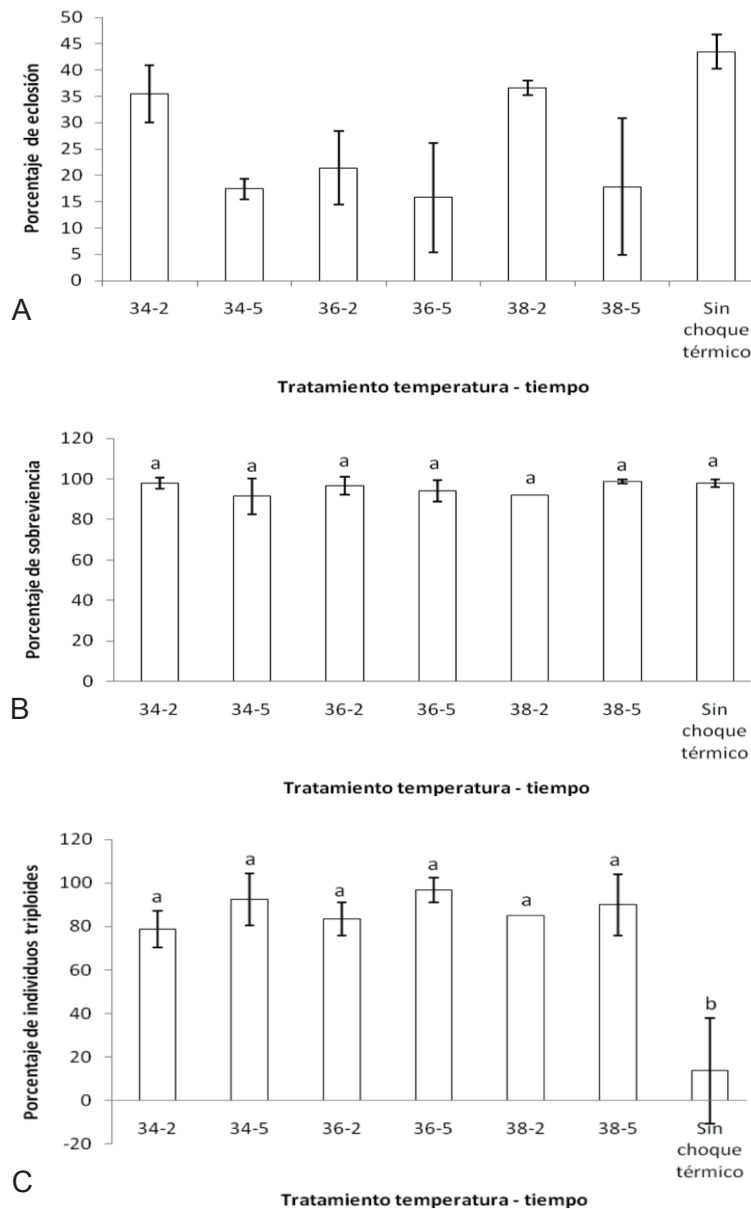 Porcentaje de eclosión
50
45
40
35
30
25
20
15
10
5
0
34-2 34-5 36-2 36-5 38-2 38-5 Sin
choque
térmico
A
Tratamiento temperatura - tiempo
Porcentaje de sobreviencia
120
100
80
60
40
20
0
a a a a a a a
34-2 34-5 36-2 36-5 38-2 38-5 Sin
choque
térmico
B
Tratamiento temperatura - tiempo
Porcentaje de individuos triploides
120
100
80
60
40
20
0
-20
a a a a a a b
34-2 34-5 36-2 36-5 38-2 38-5 Sin
choque
térmico
C
Tratamiento temperatura - tiempo